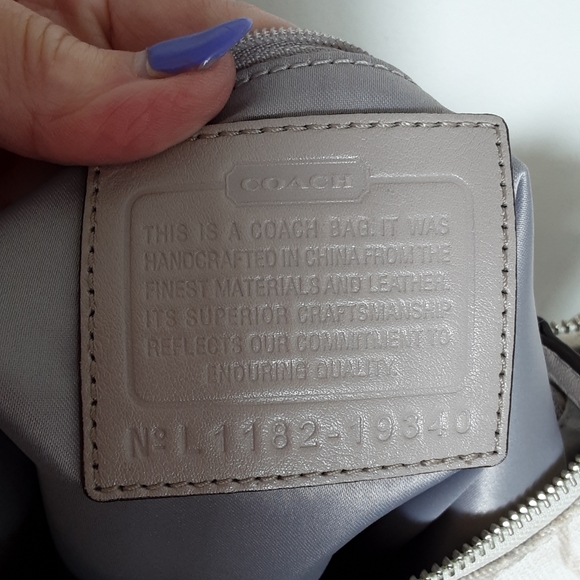 COACH
THIS IS A COACH BAG. IT WAS
HANDCRAFTED IN CHINA FROM THE
FINEST MATERIALS AND LEATHER.
ITS SUPERIOR CRAFTSMANSHIP
REFLECTS OUR COMMITMENT TO
ENDURING QUALITY.
№ L1182-19340